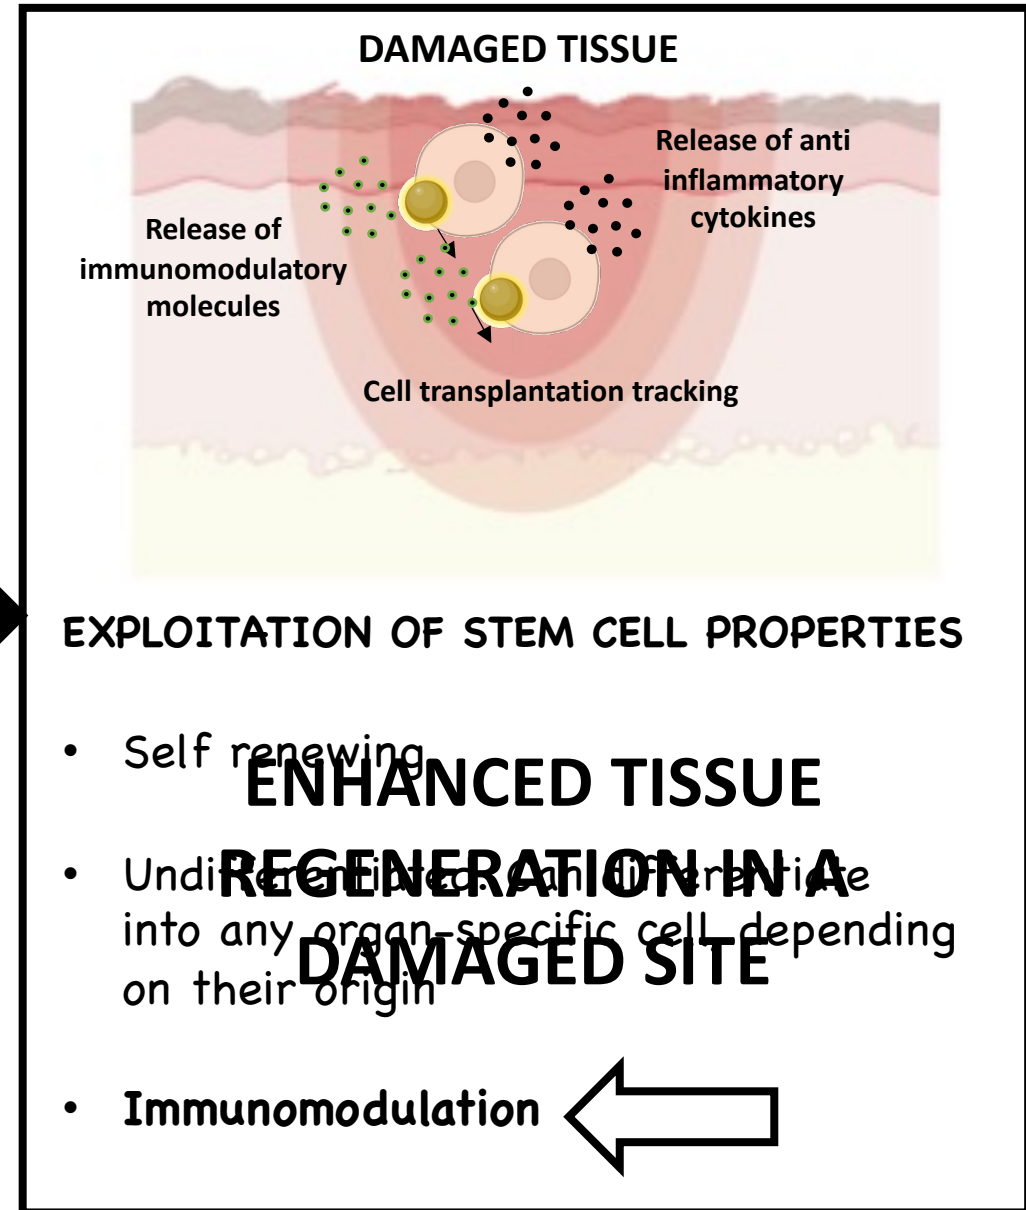 DAMAGED TISSUE
Release of anti
inflammatory
cytokines
Release of
immunomodulatory
molecules
Cell transplantation tracking
EXPLOITATION OF STEM CELL PROPERTIES
• Self renewing
• Undifferentiated. Can differentiate
into any organ-specific cell depending
on their origin
ENHANCED TISSUE
REGENERATION IN A
DAMAGED SITE
• Immunomodulation